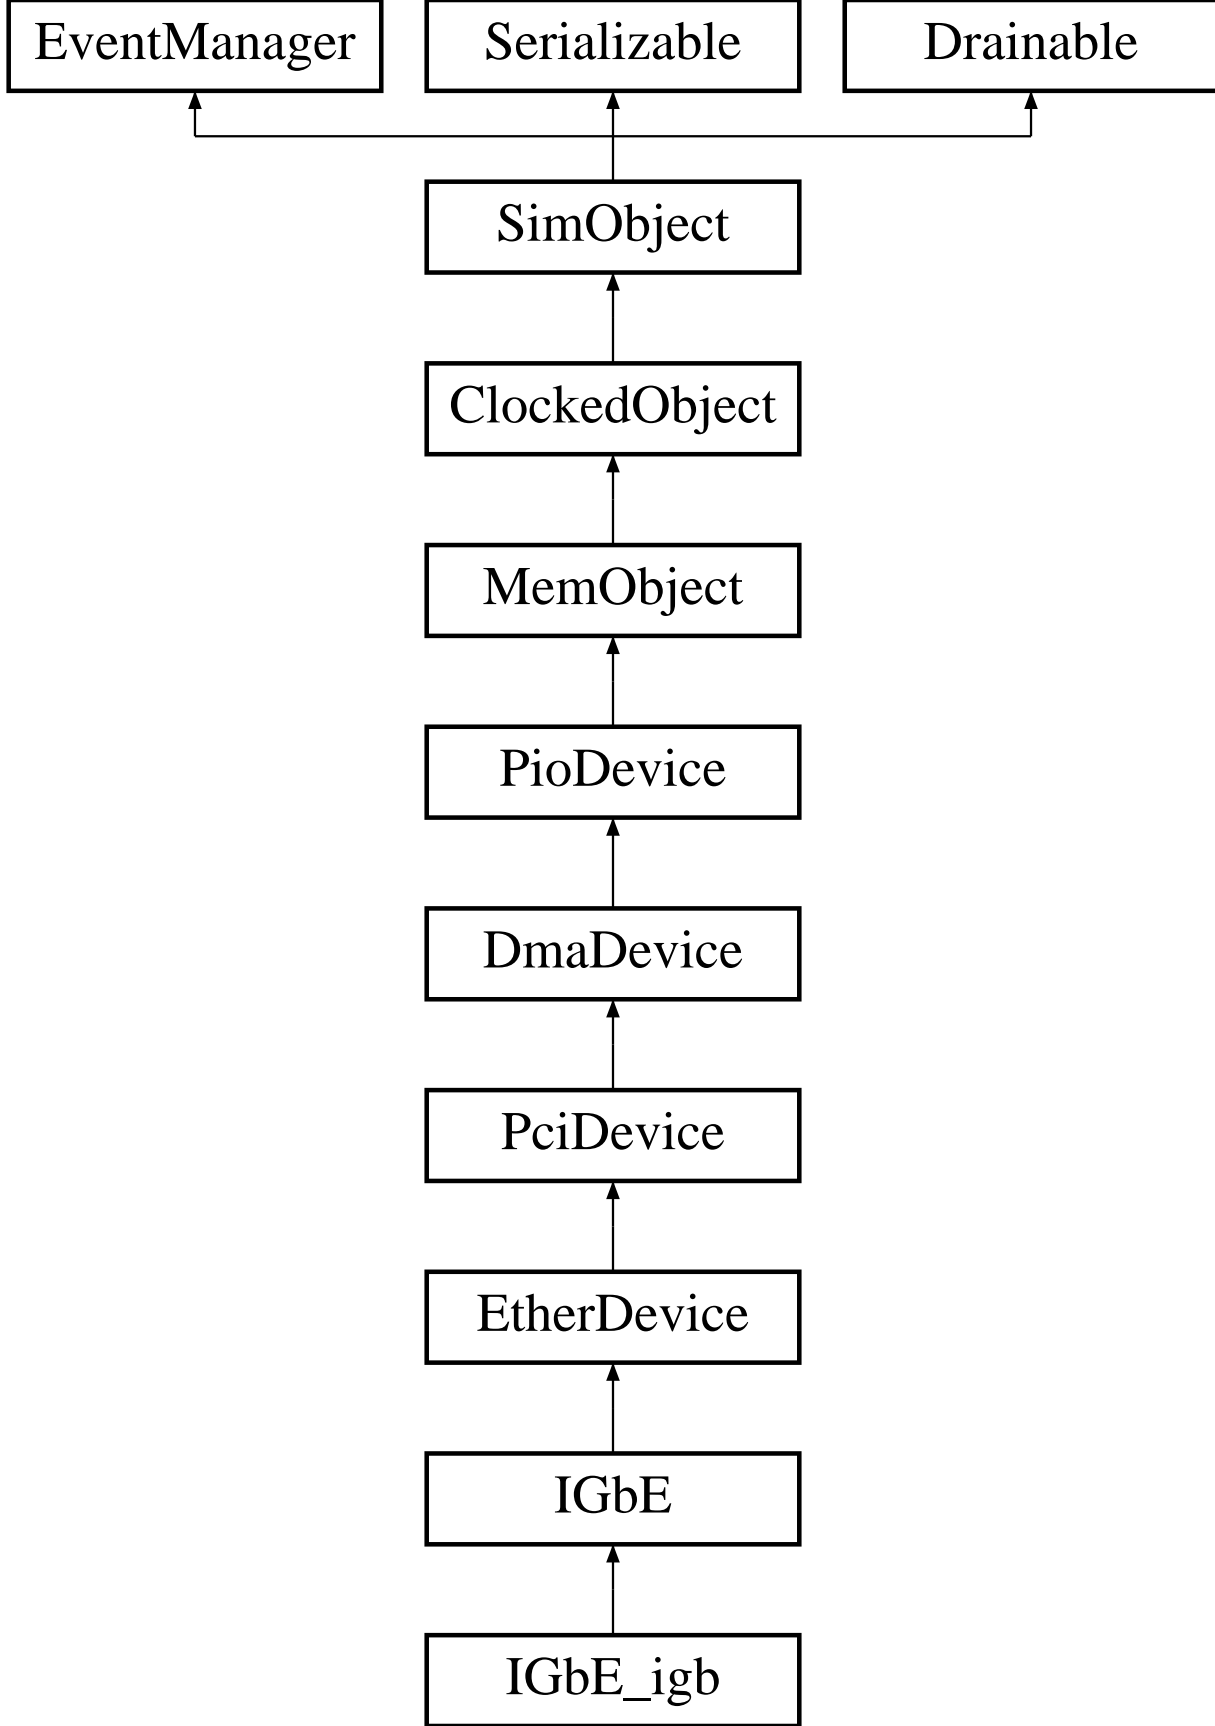 EventManager Serializable Drainable
SimObject
ClockedObject
MemObject
PioDevice
DmaDevice
PciDevice
EtherDevice
IGbE
IGbE_igb